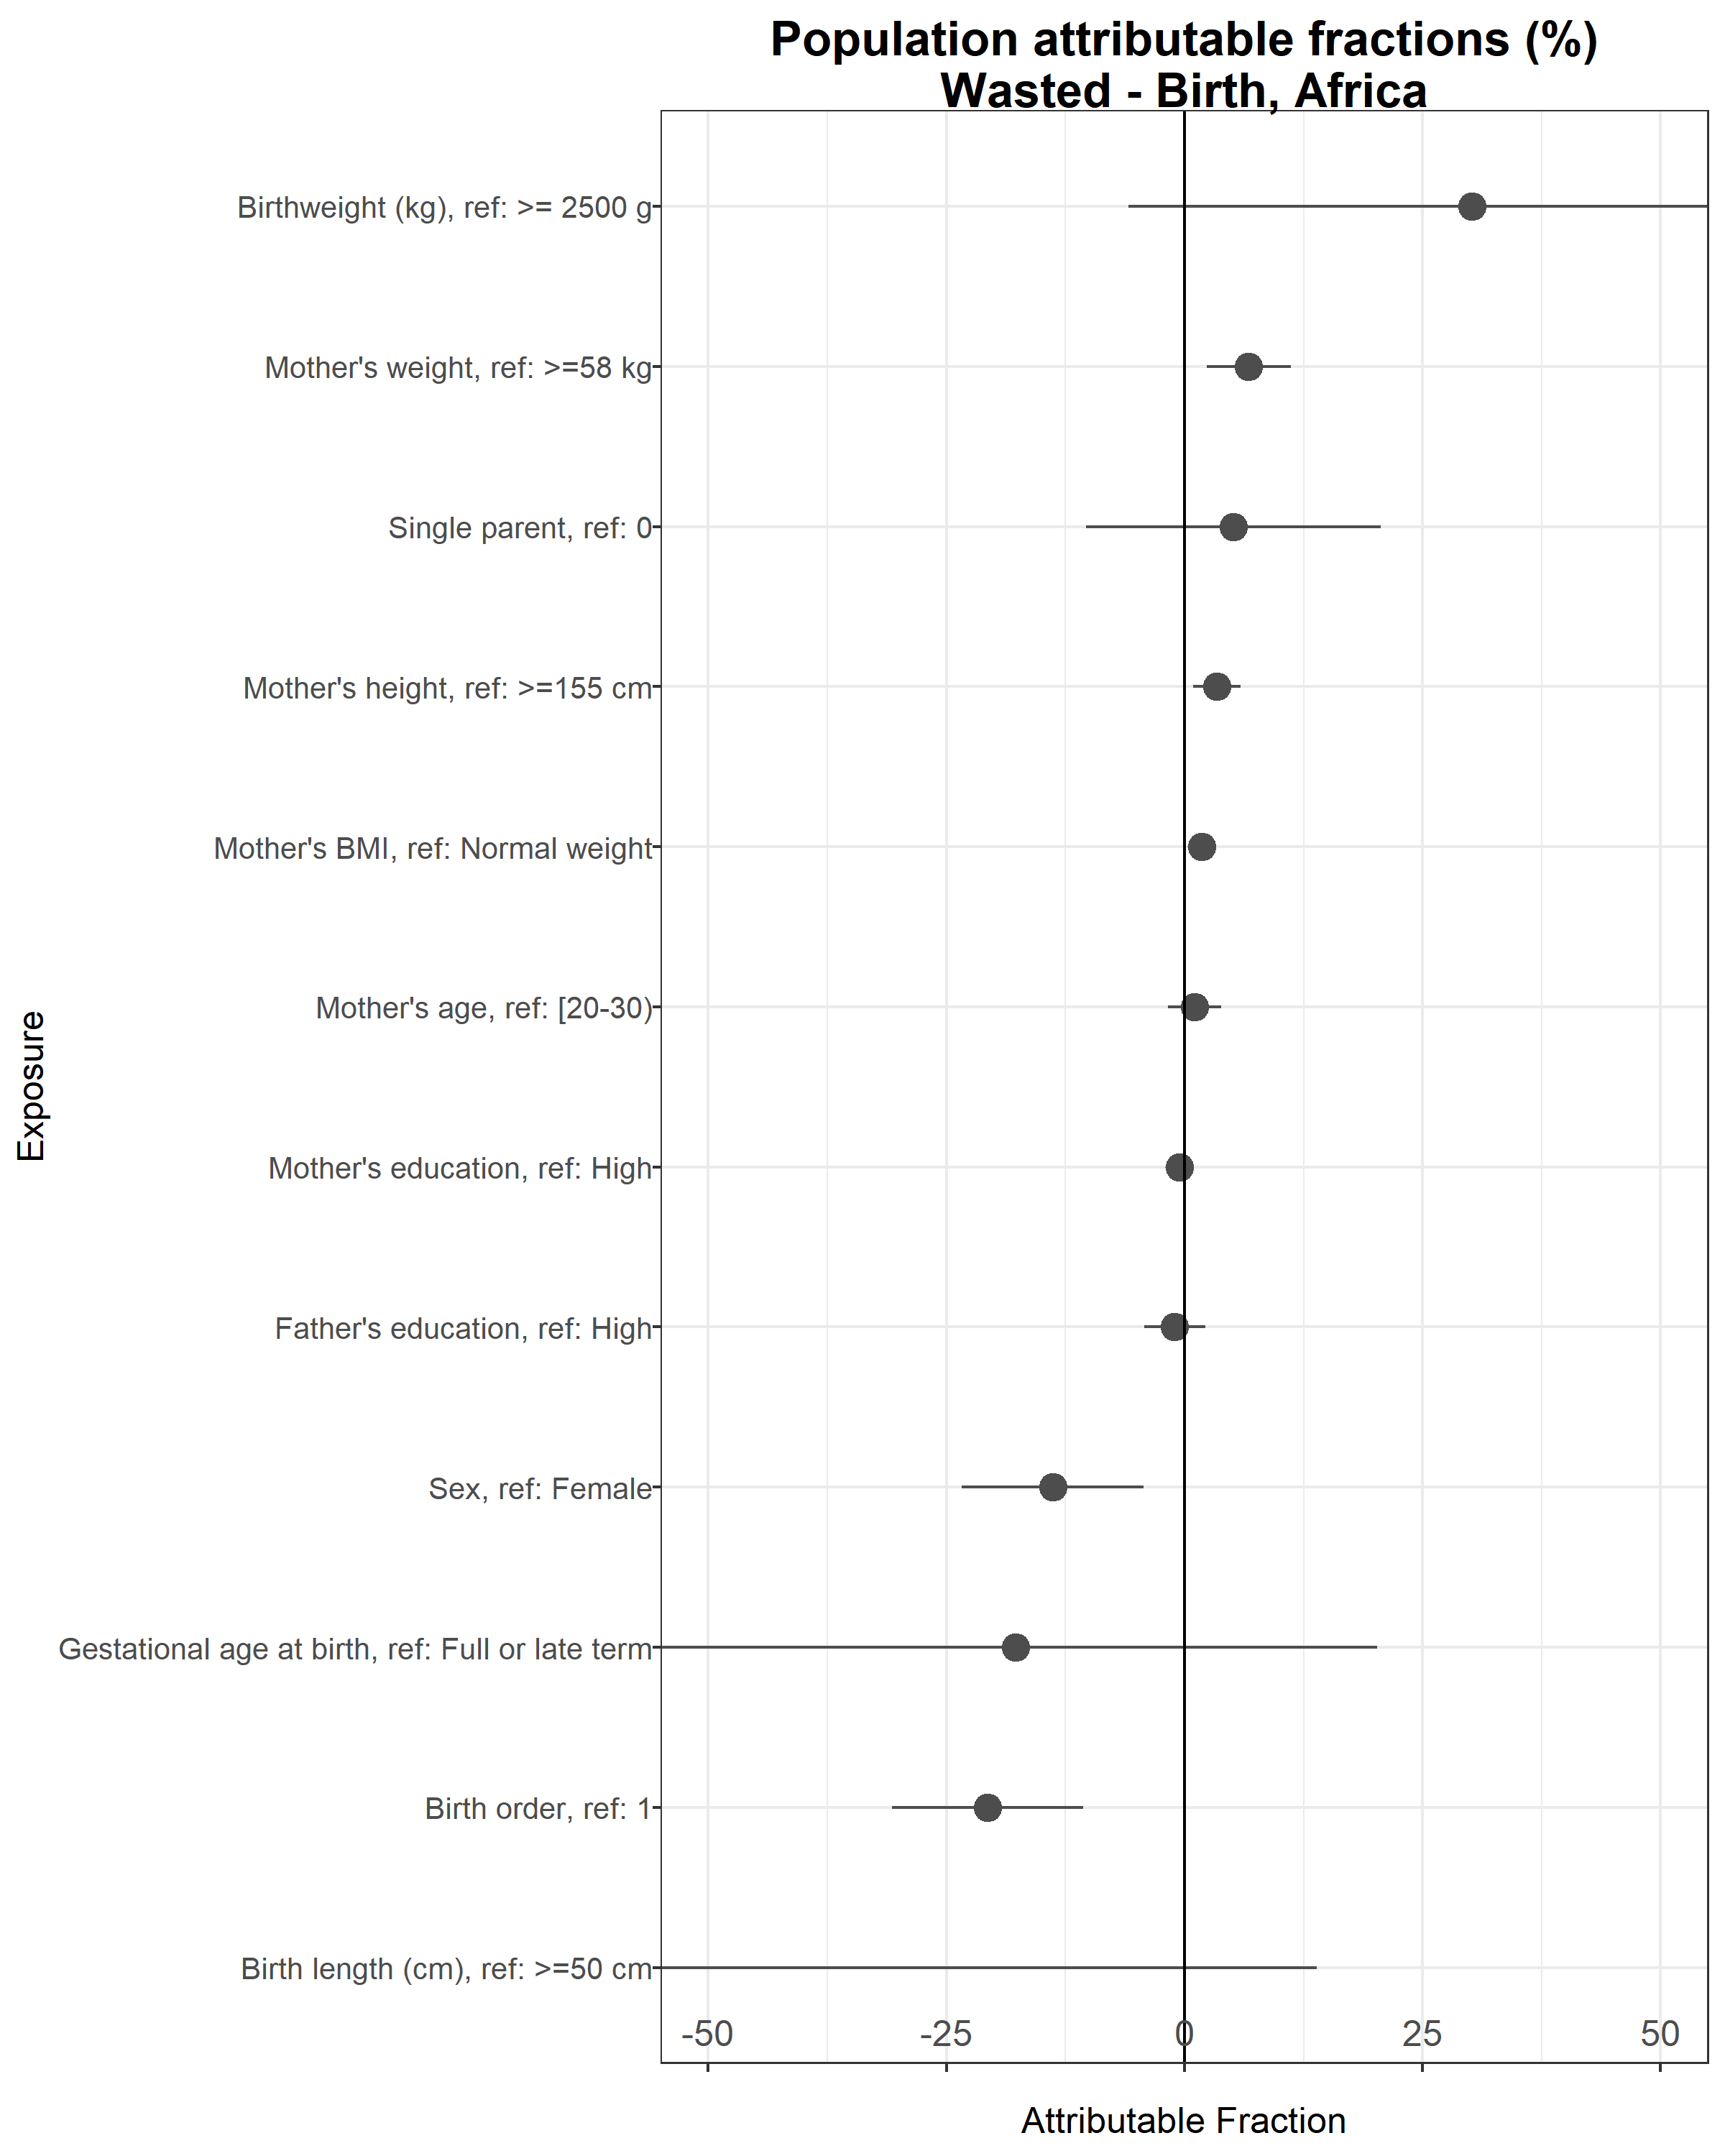 Population attributable fractions (%)
Wasted - Birth, Africa
Exposure
Birthweight (kg), ref: >= 2500 g
Mother's weight, ref: >=58 kg
Single parent, ref: 0
Mother's height, ref: >=155 cm
Mother's BMI, ref: Normal weight
Mother's age, ref: [20-30)
Mother's education, ref: High
Father's education, ref: High
Sex, ref: Female
Gestational age at birth, ref: Full or late term
Birth order, ref: 1
Birth length (cm), ref: >=50 cm
-50 -25 0 25 50
Attributable Fraction